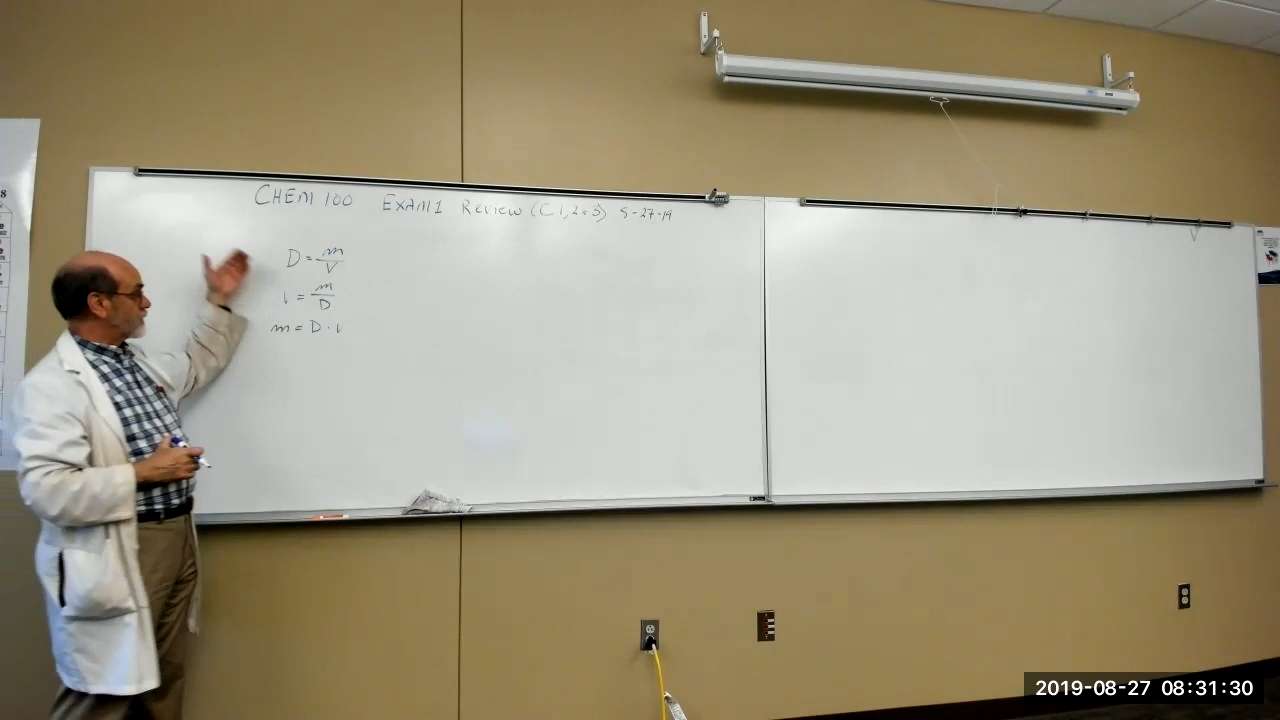 CHEM 100 EXAM 1 Review (C 1, 2 + 3) 8-27-19
D = m/V
V = m/D
m = D · V
2019-08-27 08:31:30